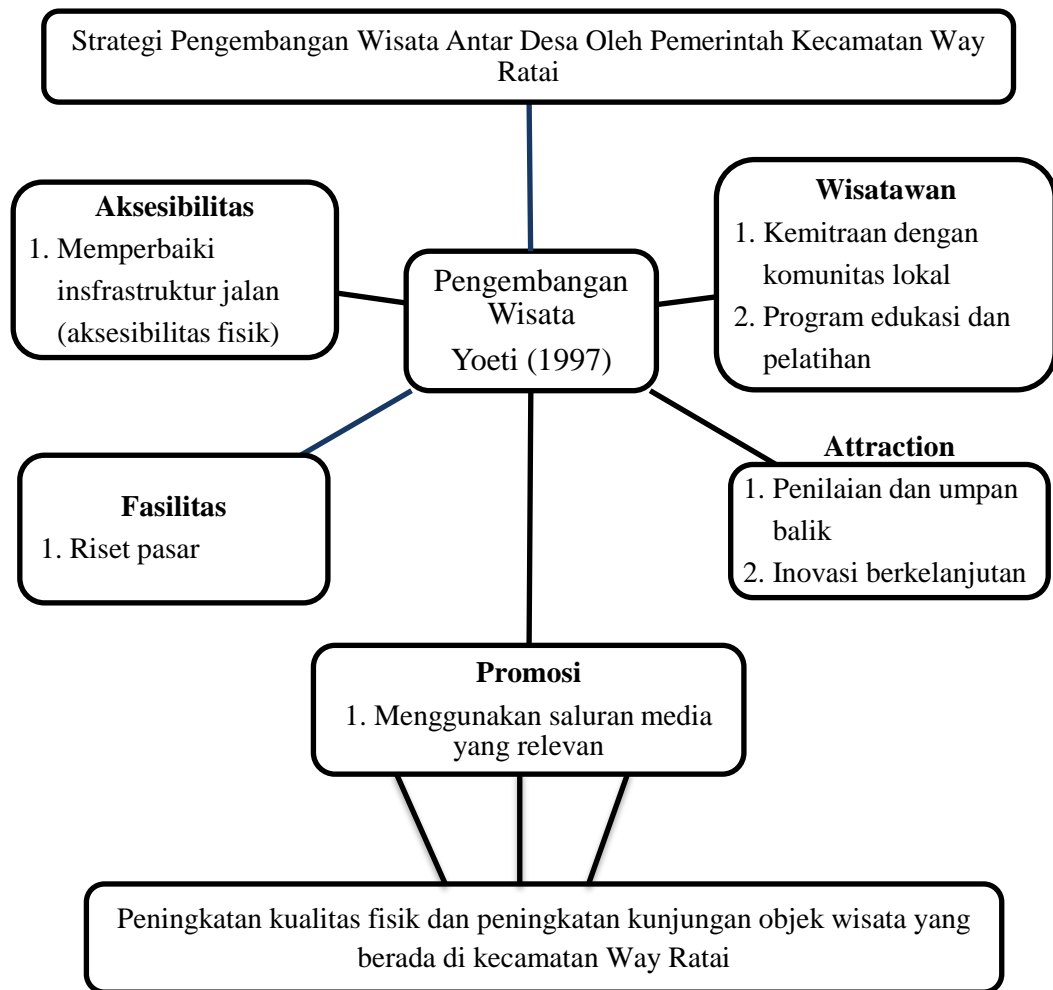 Strategi Pengembangan Wisata Antar Desa Oleh Pemerintah Kecamatan Way
Ratai
Aksesibilitas
1. Memperbaiki
insfrastruktur jalan
(aksesibilitas fisik)
Pengembangan
Wisata
Yoeti (1997)
Wisatawan
1. Kemitraan dengan
komunitas lokal
2. Program edukasi dan
pelatihan
Fasilitas
1. Riset pasar
Attraction
1. Penilaian dan umpan
balik
2. Inovasi berkelanjutan
Promosi
1. Menggunakan saluran media
yang relevan
Peningkatan kualitas fisik dan peningkatan kunjungan objek wisata yang
berada di kecamatan Way Ratai